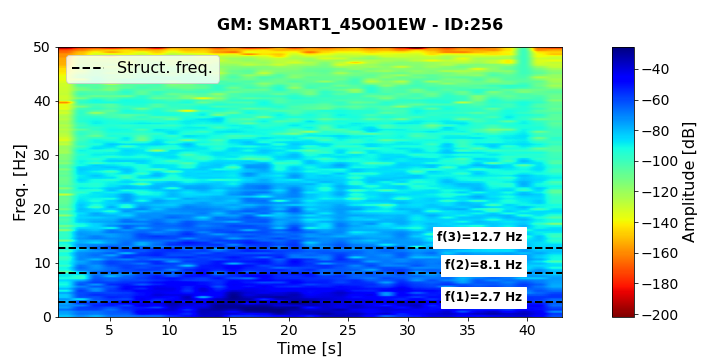 GM: SMART1_45O01EW - ID:256
50
40
30
20
10
0
Freq. [Hz]
Struct. freq.
f(3)=12.7 Hz
f(2)=8.1 Hz
f(1)=2.7 Hz
5 10 15 20 25 30 35 40
Time [s]
−40
−60
−80
−100
−120
−140
−160
−180
−200
Amplitude [dB]